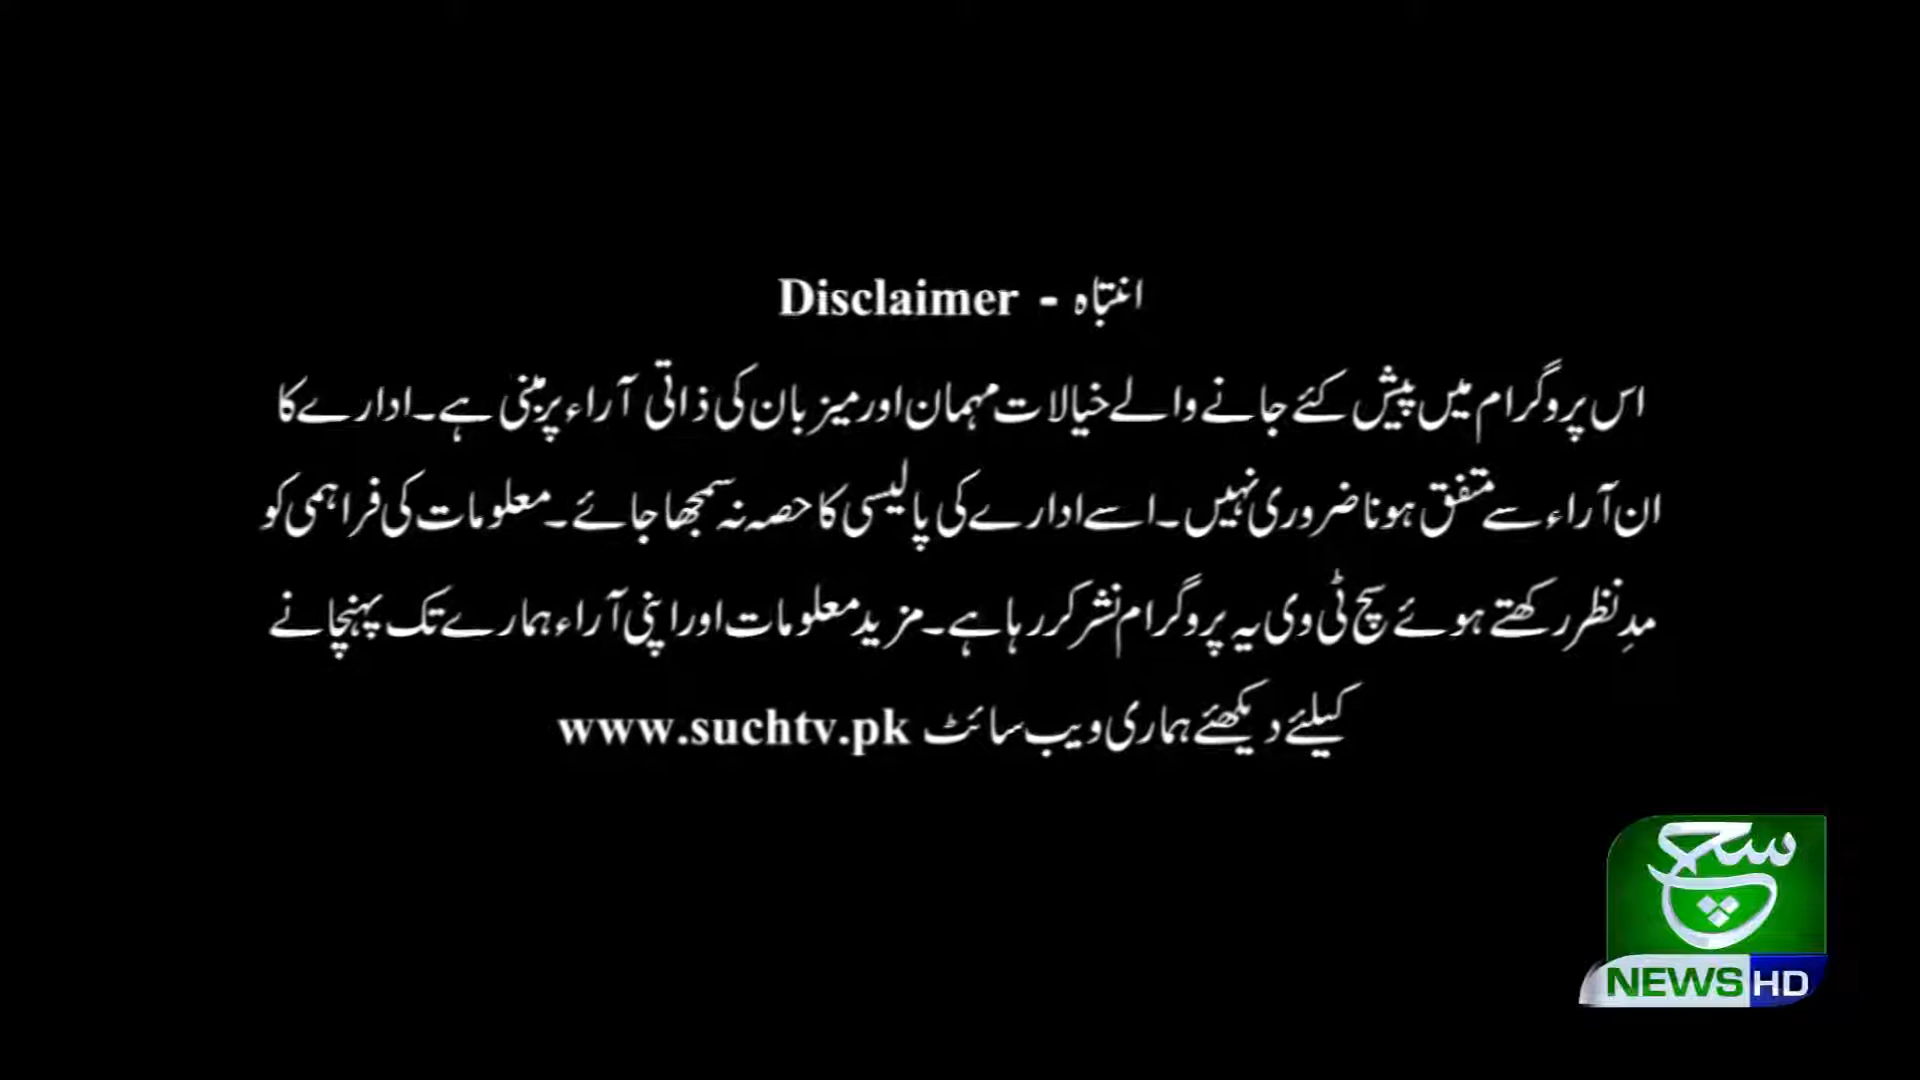 انتباہ - Disclaimer
اس پروگرام میں پیش کئے جانے والے خیالات مہمان اور میزبان کی ذاتی آراء پر مبنی ہے۔ ادارے کا
ان آراء سے متفق ہونا ضروری نہیں۔ اسے ادارے کی پالیسی کا حصہ نہ سمجھا جائے۔ معلومات کی فراہمی کو
مدِنظر رکھتے ہوئے سچ ٹی وی یہ پروگرام نشر کر رہا ہے۔ مزید معلومات اور اپنی آراء ہمارے تک پہنچانے
کیلئے دیکھئے ہماری ویب سائٹ www.suchtv.pk
سچ
NEWS HD